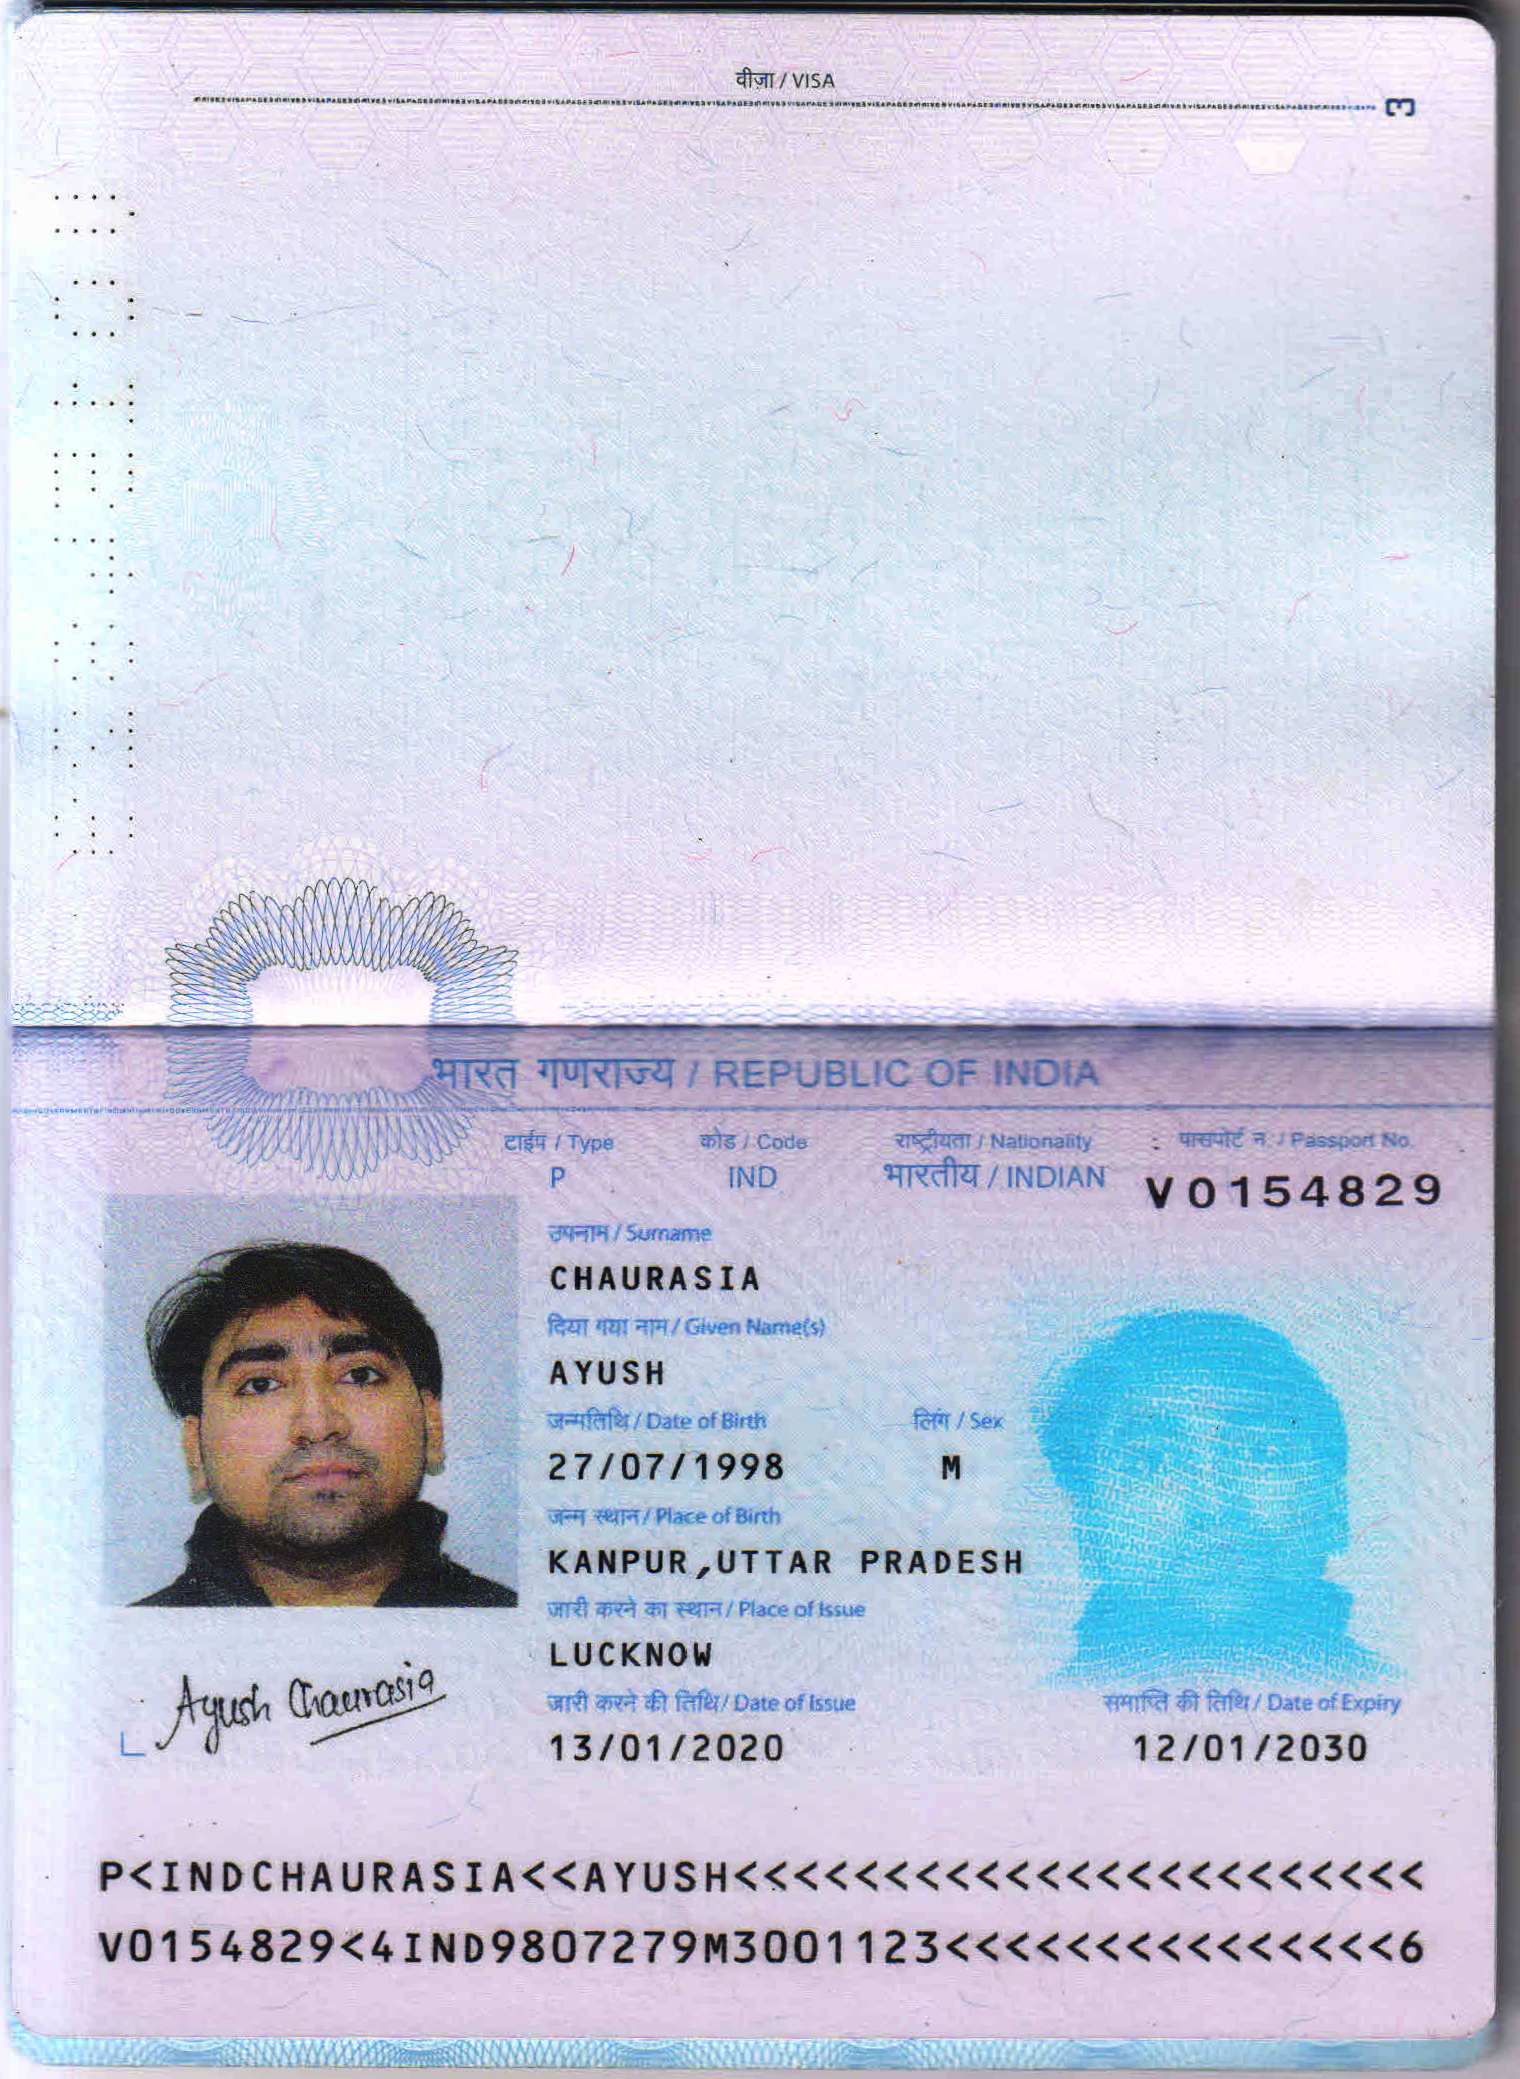 वीज़ा / VISA
3
भारत गणराज्य / REPUBLIC OF INDIA
टाईप / Type कोड / Code राष्ट्रीयता / Nationality पासपोर्ट न. / Passport No.
P IND भारतीय / INDIAN V0154829
उपनाम / Surname
CHAURASIA
दिया गया नाम / Given Name(s)
AYUSH
जन्मतिथि / Date of Birth लिंग / Sex
27/07/1998 M
जन्म स्थान / Place of Birth
KANPUR,UTTAR PRADESH
जारी करने का स्थान / Place of Issue
LUCKNOW
Ayush Chaurasia
जारी करने की तिथि / Date of Issue समाप्ति की तिथि / Date of Expiry
13/01/2020 12/01/2030
P<INDCHAURASIA<<AYUSH<<<<<<<<<<<<<<<<<<<<<<<
V0154829<4IND9807279M3001123<<<<<<<<<<<<<<<6